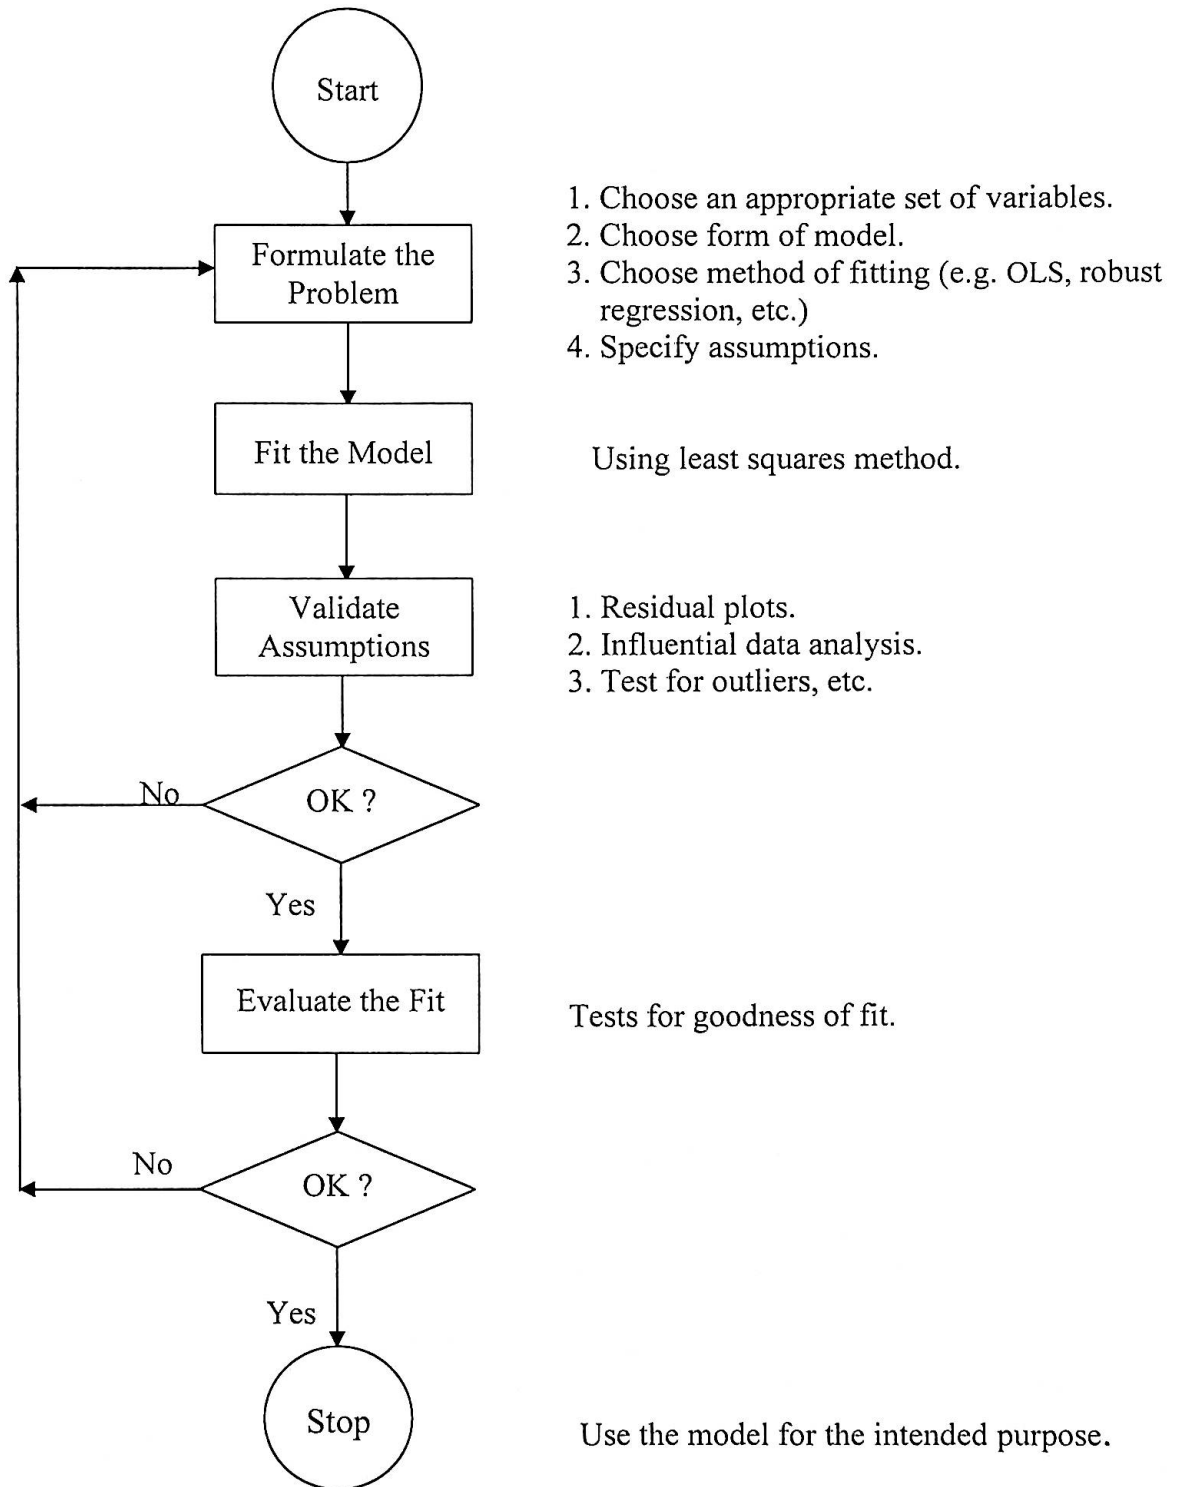 Start
Formulate the
Problem
1. Choose an appropriate set of variables.
2. Choose form of model.
3. Choose method of fitting (e.g. OLS, robust
regression, etc.)
4. Specify assumptions.
Fit the Model
Using least squares method.
Validate
Assumptions
1. Residual plots.
2. Influential data analysis.
3. Test for outliers, etc.
No
OK ?
Yes
Evaluate the Fit
Tests for goodness of fit.
No
OK ?
Yes
Stop
Use the model for the intended purpose.